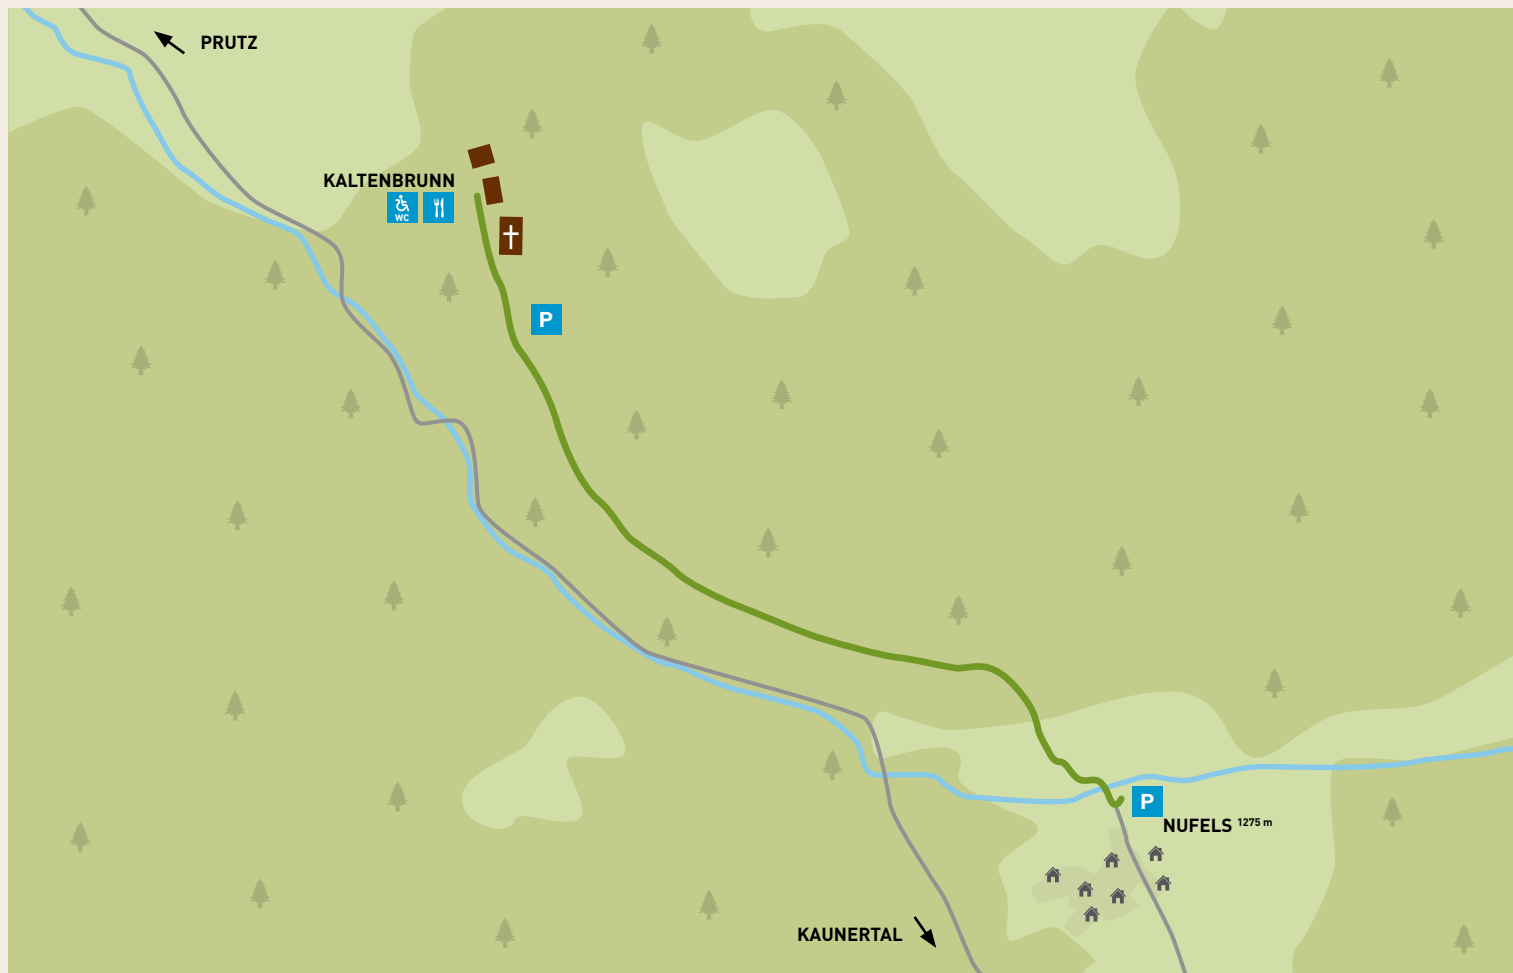 PRUTZ
KALTENBRUNN
WC
P
P
NUFELS 1275 m
KAUNERTAL